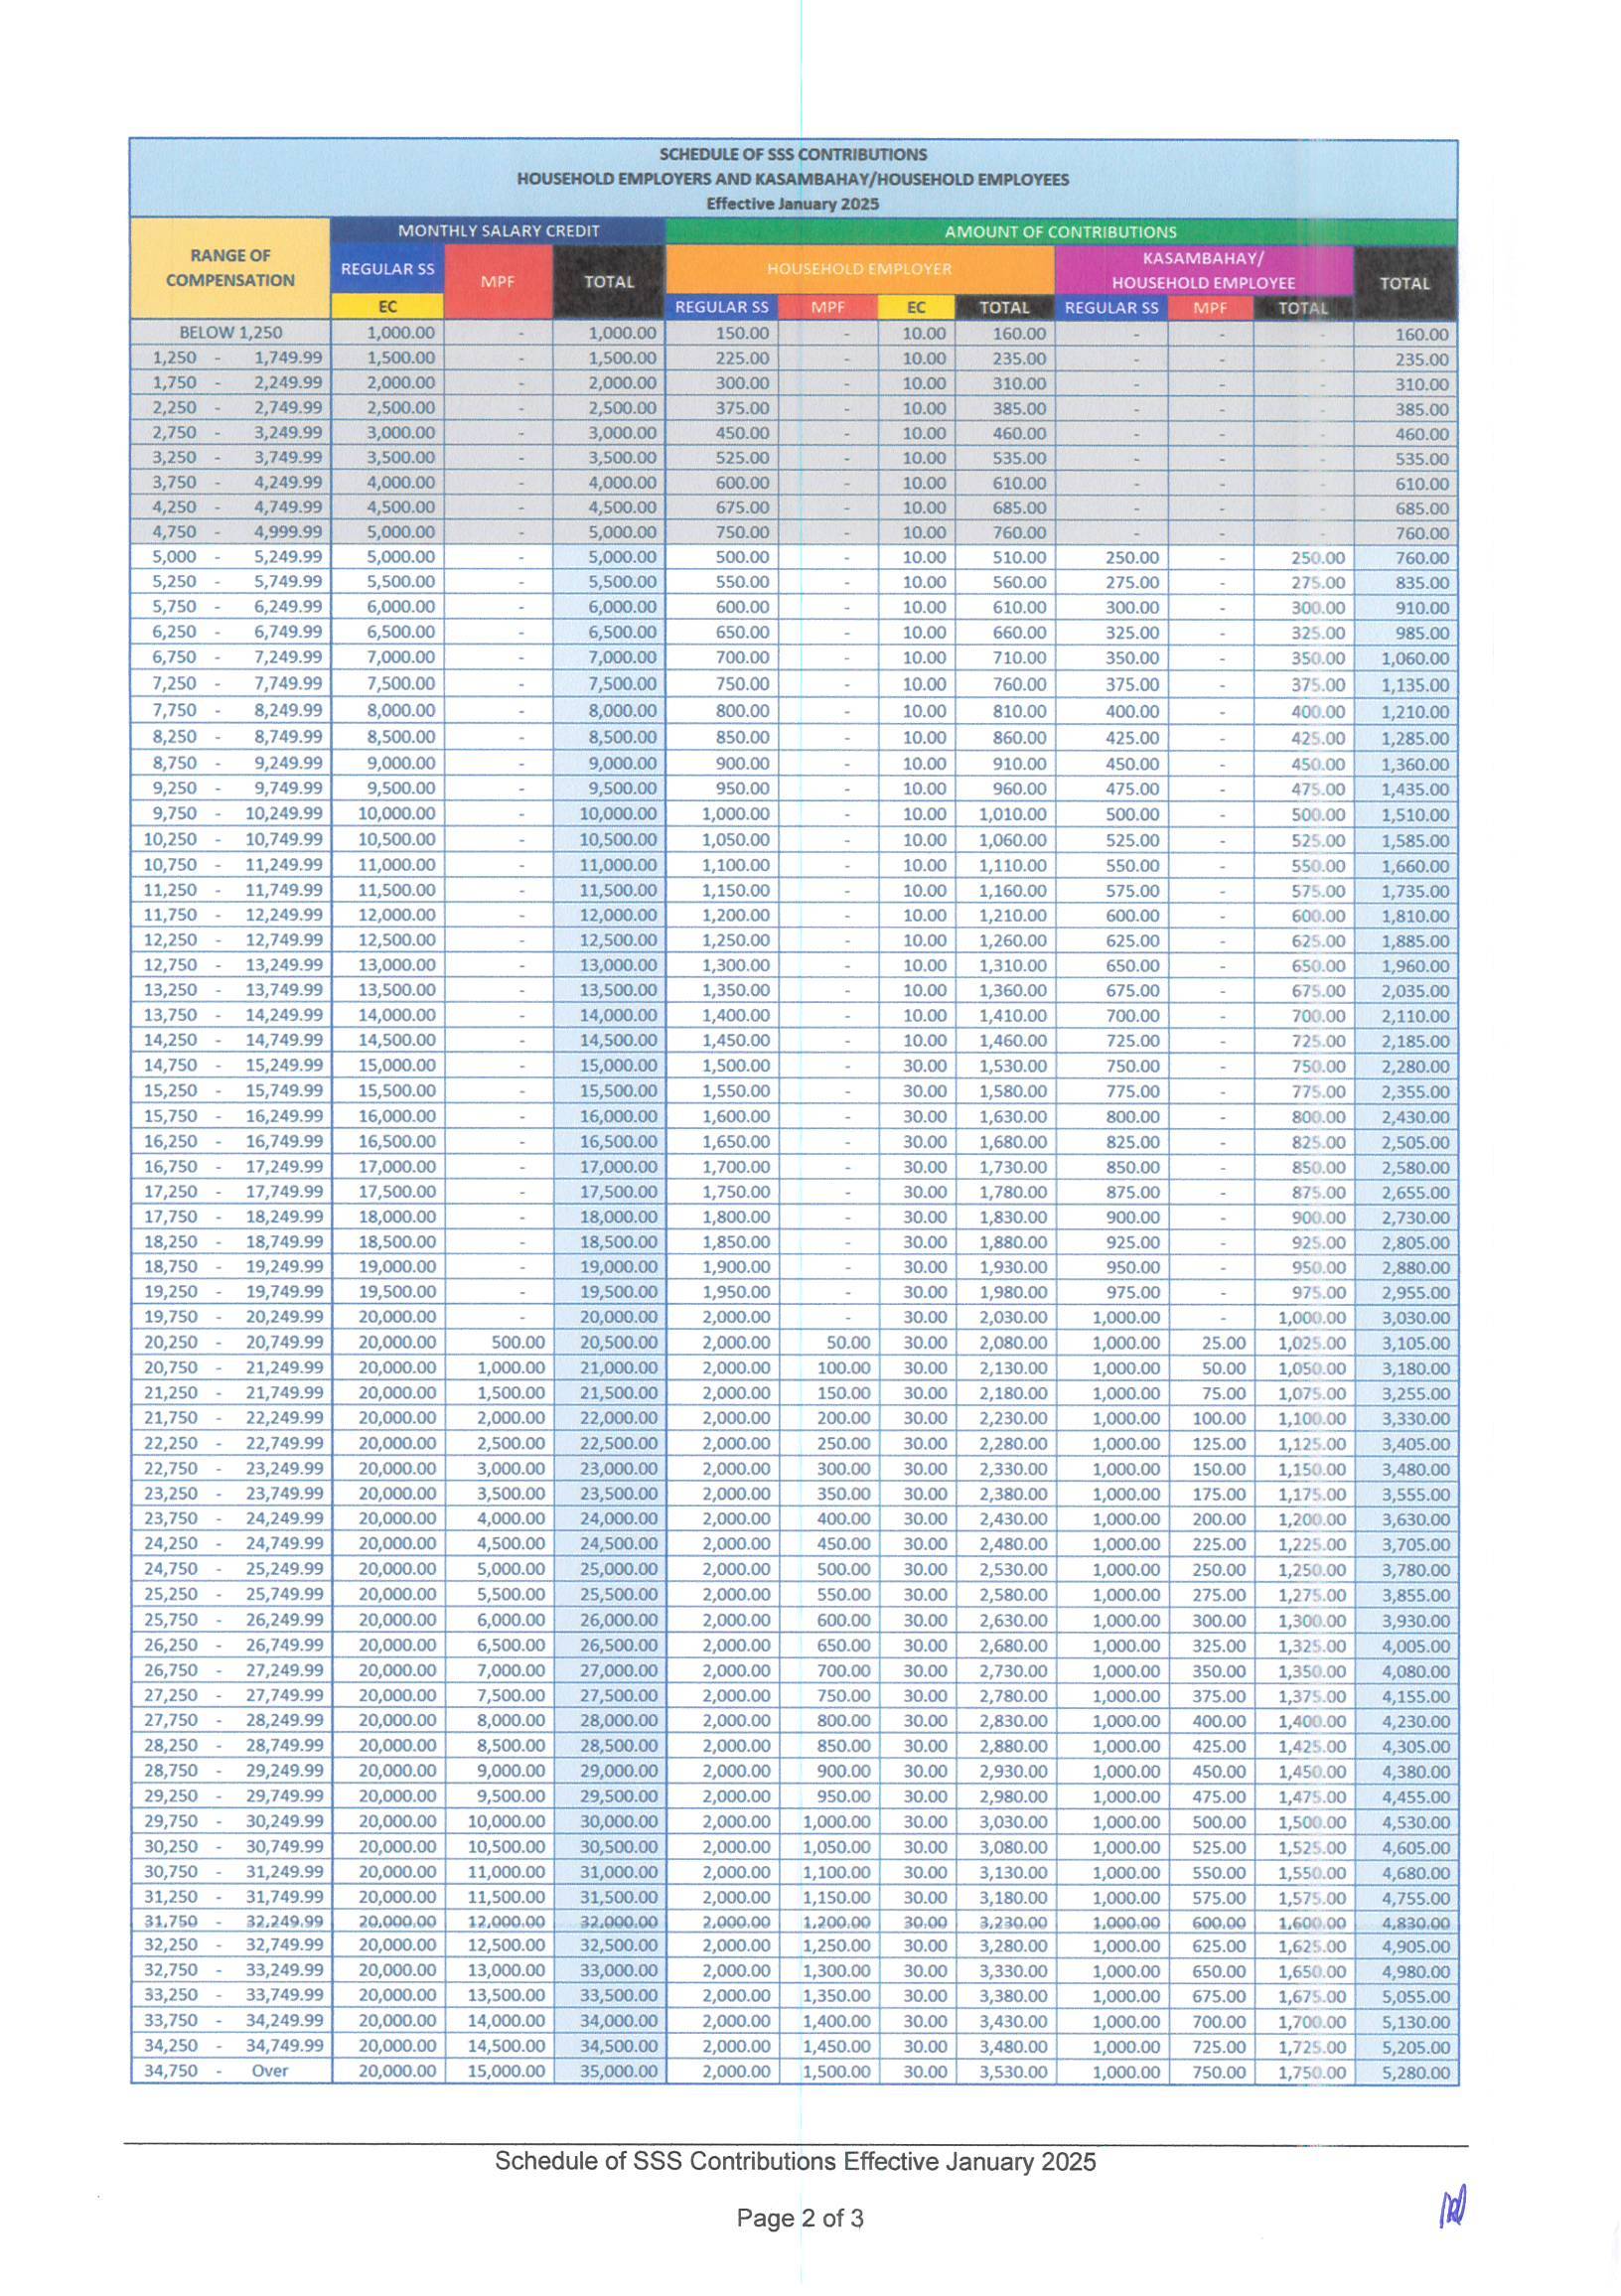 SCHEDULE OF SSS CONTRIBUTIONS
HOUSEHOLD EMPLOYERS AND KASAMBAHAY/HOUSEHOLD EMPLOYEES
Effective January 2025
RANGE OF COMPENSATION MONTHLY SALARY CREDIT AMOUNT OF CONTRIBUTIONS
REGULAR SS MPF TOTAL HOUSEHOLD EMPLOYER KASAMBAHAY/ HOUSEHOLD EMPLOYEE TOTAL
EC REGULAR SS MPF EC TOTAL REGULAR SS MPF TOTAL
BELOW 1,250 1,000.00 - 1,000.00 150.00 - 10.00 160.00 - - - 160.00
1,250 - 1,749.99 1,500.00 - 1,500.00 225.00 - 10.00 235.00 - - - 235.00
1,750 - 2,249.99 2,000.00 - 2,000.00 300.00 - 10.00 310.00 - - - 310.00
2,250 - 2,749.99 2,500.00 - 2,500.00 375.00 - 10.00 385.00 - - - 385.00
2,750 - 3,249.99 3,000.00 - 3,000.00 450.00 - 10.00 460.00 - - - 460.00
3,250 - 3,749.99 3,500.00 - 3,500.00 525.00 - 10.00 535.00 - - - 535.00
3,750 - 4,249.99 4,000.00 - 4,000.00 600.00 - 10.00 610.00 - - - 610.00
4,250 - 4,749.99 4,500.00 - 4,500.00 675.00 - 10.00 685.00 - - - 685.00
4,750 - 4,999.99 5,000.00 - 5,000.00 750.00 - 10.00 760.00 - - - 760.00
5,000 - 5,249.99 5,000.00 - 5,000.00 500.00 - 10.00 510.00 250.00 - 250.00 760.00
5,250 - 5,749.99 5,500.00 - 5,500.00 550.00 - 10.00 560.00 275.00 - 275.00 835.00
5,750 - 6,249.99 6,000.00 - 6,000.00 600.00 - 10.00 610.00 300.00 - 300.00 910.00
6,250 - 6,749.99 6,500.00 - 6,500.00 650.00 - 10.00 660.00 325.00 - 325.00 985.00
6,750 - 7,249.99 7,000.00 - 7,000.00 700.00 - 10.00 710.00 350.00 - 350.00 1,060.00
7,250 - 7,749.99 7,500.00 - 7,500.00 750.00 - 10.00 760.00 375.00 - 375.00 1,135.00
7,750 - 8,249.99 8,000.00 - 8,000.00 800.00 - 10.00 810.00 400.00 - 400.00 1,210.00
8,250 - 8,749.99 8,500.00 - 8,500.00 850.00 - 10.00 860.00 425.00 - 425.00 1,285.00
8,750 - 9,249.99 9,000.00 - 9,000.00 900.00 - 10.00 910.00 450.00 - 450.00 1,360.00
9,250 - 9,749.99 9,500.00 - 9,500.00 950.00 - 10.00 960.00 475.00 - 475.00 1,435.00
9,750 - 10,249.99 10,000.00 - 10,000.00 1,000.00 - 10.00 1,010.00 500.00 - 500.00 1,510.00
10,250 - 10,749.99 10,500.00 - 10,500.00 1,050.00 - 10.00 1,060.00 525.00 - 525.00 1,585.00
10,750 - 11,249.99 11,000.00 - 11,000.00 1,100.00 - 10.00 1,110.00 550.00 - 550.00 1,660.00
11,250 - 11,749.99 11,500.00 - 11,500.00 1,150.00 - 10.00 1,160.00 575.00 - 575.00 1,735.00
11,750 - 12,249.99 12,000.00 - 12,000.00 1,200.00 - 10.00 1,210.00 600.00 - 600.00 1,810.00
12,250 - 12,749.99 12,500.00 - 12,500.00 1,250.00 - 10.00 1,260.00 625.00 - 625.00 1,885.00
12,750 - 13,249.99 13,000.00 - 13,000.00 1,300.00 - 10.00 1,310.00 650.00 - 650.00 1,960.00
13,250 - 13,749.99 13,500.00 - 13,500.00 1,350.00 - 10.00 1,360.00 675.00 - 675.00 2,035.00
13,750 - 14,249.99 14,000.00 - 14,000.00 1,400.00 - 10.00 1,410.00 700.00 - 700.00 2,110.00
14,250 - 14,749.99 14,500.00 - 14,500.00 1,450.00 - 10.00 1,460.00 725.00 - 725.00 2,185.00
14,750 - 15,249.99 15,000.00 - 15,000.00 1,500.00 - 30.00 1,530.00 750.00 - 750.00 2,280.00
15,250 - 15,749.99 15,500.00 - 15,500.00 1,550.00 - 30.00 1,580.00 775.00 - 775.00 2,355.00
15,750 - 16,249.99 16,000.00 - 16,000.00 1,600.00 - 30.00 1,630.00 800.00 - 800.00 2,430.00
16,250 - 16,749.99 16,500.00 - 16,500.00 1,650.00 - 30.00 1,680.00 825.00 - 825.00 2,505.00
16,750 - 17,249.99 17,000.00 - 17,000.00 1,700.00 - 30.00 1,730.00 850.00 - 850.00 2,580.00
17,250 - 17,749.99 17,500.00 - 17,500.00 1,750.00 - 30.00 1,780.00 875.00 - 875.00 2,655.00
17,750 - 18,249.99 18,000.00 - 18,000.00 1,800.00 - 30.00 1,830.00 900.00 - 900.00 2,730.00
18,250 - 18,749.99 18,500.00 - 18,500.00 1,850.00 - 30.00 1,880.00 925.00 - 925.00 2,805.00
18,750 - 19,249.99 19,000.00 - 19,000.00 1,900.00 - 30.00 1,930.00 950.00 - 950.00 2,880.00
19,250 - 19,749.99 19,500.00 - 19,500.00 1,950.00 - 30.00 1,980.00 975.00 - 975.00 2,955.00
19,750 - 20,249.99 20,000.00 - 20,000.00 2,000.00 - 30.00 2,030.00 1,000.00 - 1,000.00 3,030.00
20,250 - 20,749.99 20,000.00 500.00 20,500.00 2,000.00 50.00 30.00 2,080.00 1,000.00 25.00 1,025.00 3,105.00
20,750 - 21,249.99 20,000.00 1,000.00 21,000.00 2,000.00 100.00 30.00 2,130.00 1,000.00 50.00 1,050.00 3,180.00
21,250 - 21,749.99 20,000.00 1,500.00 21,500.00 2,000.00 150.00 30.00 2,180.00 1,000.00 75.00 1,075.00 3,255.00
21,750 - 22,249.99 20,000.00 2,000.00 22,000.00 2,000.00 200.00 30.00 2,230.00 1,000.00 100.00 1,100.00 3,330.00
22,250 - 22,749.99 20,000.00 2,500.00 22,500.00 2,000.00 250.00 30.00 2,280.00 1,000.00 125.00 1,125.00 3,405.00
22,750 - 23,249.99 20,000.00 3,000.00 23,000.00 2,000.00 300.00 30.00 2,330.00 1,000.00 150.00 1,150.00 3,480.00
23,250 - 23,749.99 20,000.00 3,500.00 23,500.00 2,000.00 350.00 30.00 2,380.00 1,000.00 175.00 1,175.00 3,555.00
23,750 - 24,249.99 20,000.00 4,000.00 24,000.00 2,000.00 400.00 30.00 2,430.00 1,000.00 200.00 1,200.00 3,630.00
24,250 - 24,749.99 20,000.00 4,500.00 24,500.00 2,000.00 450.00 30.00 2,480.00 1,000.00 225.00 1,225.00 3,705.00
24,750 - 25,249.99 20,000.00 5,000.00 25,000.00 2,000.00 500.00 30.00 2,530.00 1,000.00 250.00 1,250.00 3,780.00
25,250 - 25,749.99 20,000.00 5,500.00 25,500.00 2,000.00 550.00 30.00 2,580.00 1,000.00 275.00 1,275.00 3,855.00
25,750 - 26,249.99 20,000.00 6,000.00 26,000.00 2,000.00 600.00 30.00 2,630.00 1,000.00 300.00 1,300.00 3,930.00
26,250 - 26,749.99 20,000.00 6,500.00 26,500.00 2,000.00 650.00 30.00 2,680.00 1,000.00 325.00 1,325.00 4,005.00
26,750 - 27,249.99 20,000.00 7,000.00 27,000.00 2,000.00 700.00 30.00 2,730.00 1,000.00 350.00 1,350.00 4,080.00
27,250 - 27,749.99 20,000.00 7,500.00 27,500.00 2,000.00 750.00 30.00 2,780.00 1,000.00 375.00 1,375.00 4,155.00
27,750 - 28,249.99 20,000.00 8,000.00 28,000.00 2,000.00 800.00 30.00 2,830.00 1,000.00 400.00 1,400.00 4,230.00
28,250 - 28,749.99 20,000.00 8,500.00 28,500.00 2,000.00 850.00 30.00 2,880.00 1,000.00 425.00 1,425.00 4,305.00
28,750 - 29,249.99 20,000.00 9,000.00 29,000.00 2,000.00 900.00 30.00 2,930.00 1,000.00 450.00 1,450.00 4,380.00
29,250 - 29,749.99 20,000.00 9,500.00 29,500.00 2,000.00 950.00 30.00 2,980.00 1,000.00 475.00 1,475.00 4,455.00
29,750 - 30,249.99 20,000.00 10,000.00 30,000.00 2,000.00 1,000.00 30.00 3,030.00 1,000.00 500.00 1,500.00 4,530.00
30,250 - 30,749.99 20,000.00 10,500.00 30,500.00 2,000.00 1,050.00 30.00 3,080.00 1,000.00 525.00 1,525.00 4,605.00
30,750 - 31,249.99 20,000.00 11,000.00 31,000.00 2,000.00 1,100.00 30.00 3,130.00 1,000.00 550.00 1,550.00 4,680.00
31,250 - 31,749.99 20,000.00 11,500.00 31,500.00 2,000.00 1,150.00 30.00 3,180.00 1,000.00 575.00 1,575.00 4,755.00
31,750 - 32,249.99 20,000.00 12,000.00 32,000.00 2,000.00 1,200.00 30.00 3,230.00 1,000.00 600.00 1,600.00 4,830.00
32,250 - 32,749.99 20,000.00 12,500.00 32,500.00 2,000.00 1,250.00 30.00 3,280.00 1,000.00 625.00 1,625.00 4,905.00
32,750 - 33,249.99 20,000.00 13,000.00 33,000.00 2,000.00 1,300.00 30.00 3,330.00 1,000.00 650.00 1,650.00 4,980.00
33,250 - 33,749.99 20,000.00 13,500.00 33,500.00 2,000.00 1,350.00 30.00 3,380.00 1,000.00 675.00 1,675.00 5,055.00
33,750 - 34,249.99 20,000.00 14,000.00 34,000.00 2,000.00 1,400.00 30.00 3,430.00 1,000.00 700.00 1,700.00 5,130.00
34,250 - 34,749.99 20,000.00 14,500.00 34,500.00 2,000.00 1,450.00 30.00 3,480.00 1,000.00 725.00 1,725.00 5,205.00
34,750 - Over 20,000.00 15,000.00 35,000.00 2,000.00 1,500.00 30.00 3,530.00 1,000.00 750.00 1,750.00 5,280.00
Schedule of SSS Contributions Effective January 2025
Page 2 of 3